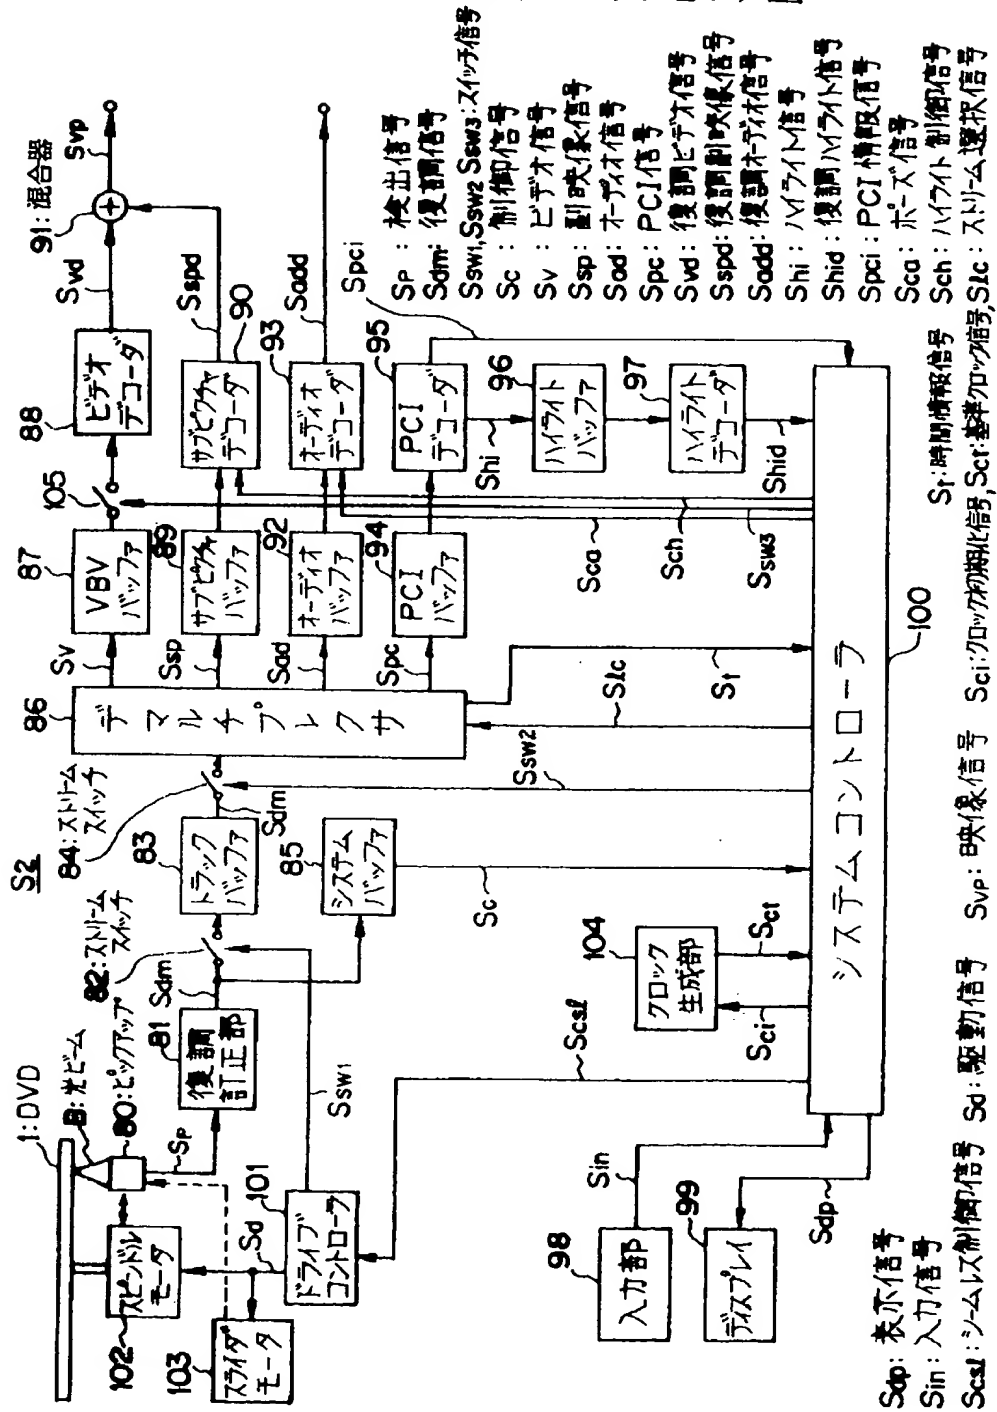 S2
1:DVD
B:光ビーム
80:ピックアップ
SP
102
スピンドル
モータ
103
スライダ
モータ
Sd
101
ドライブ
コントローラ
81
復調
訂正部
Sdm
82:ストリーム
スイッチ
Ssw1
83
トラック
バッファ
84:ストリーム
スイッチ
Sdm
Ssw2
85
システム
バッファ
Sc
86
デマルチプレクサ
Sv
Ssp
Sad
Spc
87
VBV
バッファ
105
88
ビデオ
デコーダ
Svd
91:混合器
Svp
89
サブピクチャ
バッファ
90
サブピクチャ
デコーダ
Sspd
92
オーディオ
バッファ
93
オーディオ
デコーダ
Sadd
94
PCI
バッファ
95
PCI
デコーダ
Spci
Shi
96
ハイライト
バッファ
97
ハイライト
デコーダ
Shid
Sca
Sch
Ssw3
Slc
St
104
クロック
生成部
Sct
Sci
Scsl
98
入力部
Sin
99
ディスプレイ
Sdp
システムコントローラ
100
SP:検出信号
Sdm:復調信号
Ssw1,Ssw2 Ssw3:スイッチ信号
Sc:制御信号
Sv:ビデオ信号
Ssp:副映像信号
Sad:オーディオ信号
Spc:PCI信号
Svd:復調ビデオ信号
Sspd:復調副映像信号
Sadd:復調オーディオ信号
Shi:ハイライト信号
Shid:復調ハイライト信号
Spci:PCI情報信号
Sca:ポーズ信号
St:時間情報信号 Sch:ハイライト制御信号
Sdp:表示信号
Sin:入力信号
Scsl:シームレス制御信号 Sd:駆動信号 Svp:映像信号 Sci:クロック初期化信号,Sct:基準クロック信号,Slc:ストリーム選択信号